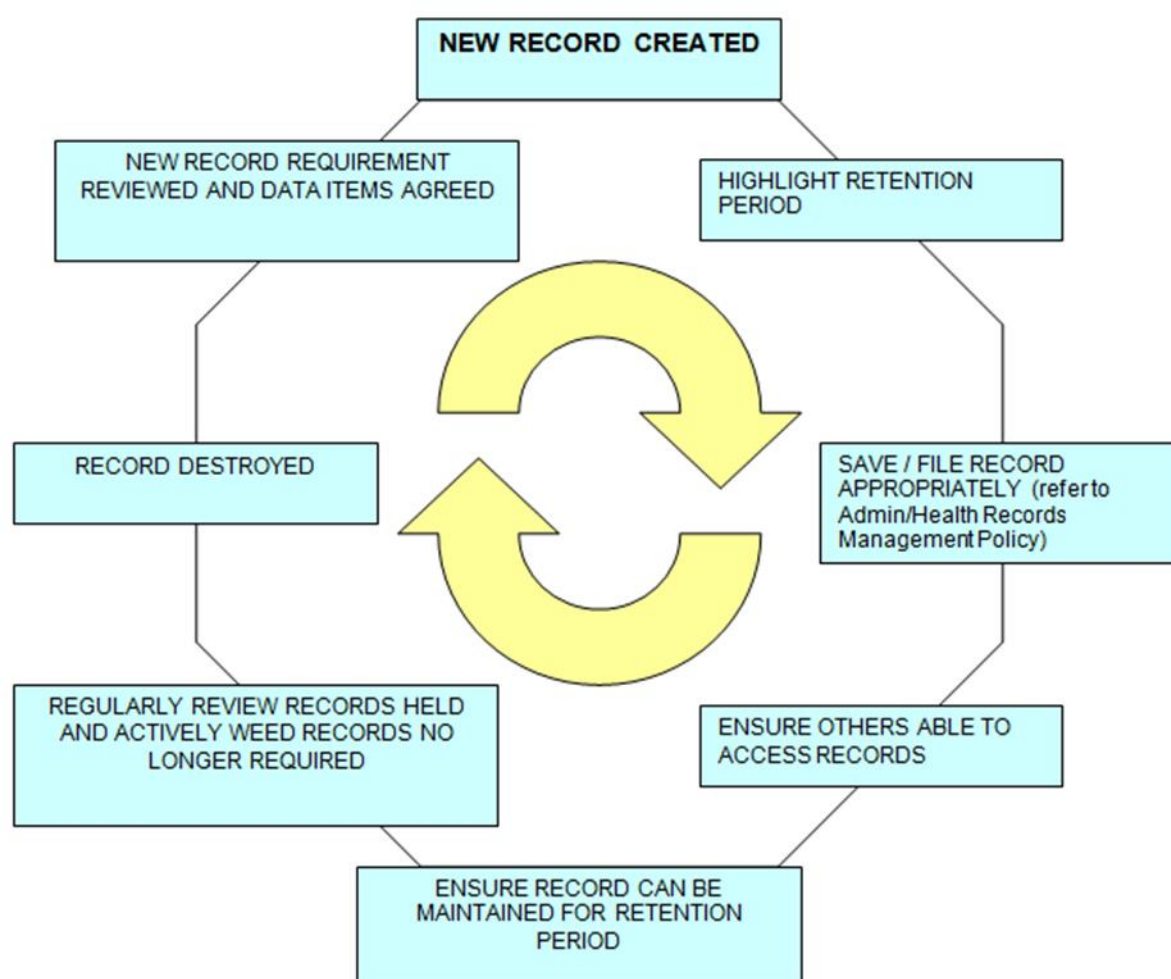 NEW RECORD CREATED
NEW RECORD REQUIREMENT
REVIEWED AND DATA ITEMS AGREED
HIGHLIGHT RETENTION
PERIOD
RECORD DESTROYED
SAVE / FILE RECORD
APPROPRIATELY (refer to
Admin/Health Records
Management Policy)
REGULARLY REVIEW RECORDS HELD
AND ACTIVELY WEED RECORDS NO
LONGER REQUIRED
ENSURE OTHERS ABLE TO
ACCESS RECORDS
ENSURE RECORD CAN BE
MAINTAINED FOR RETENTION
PERIOD